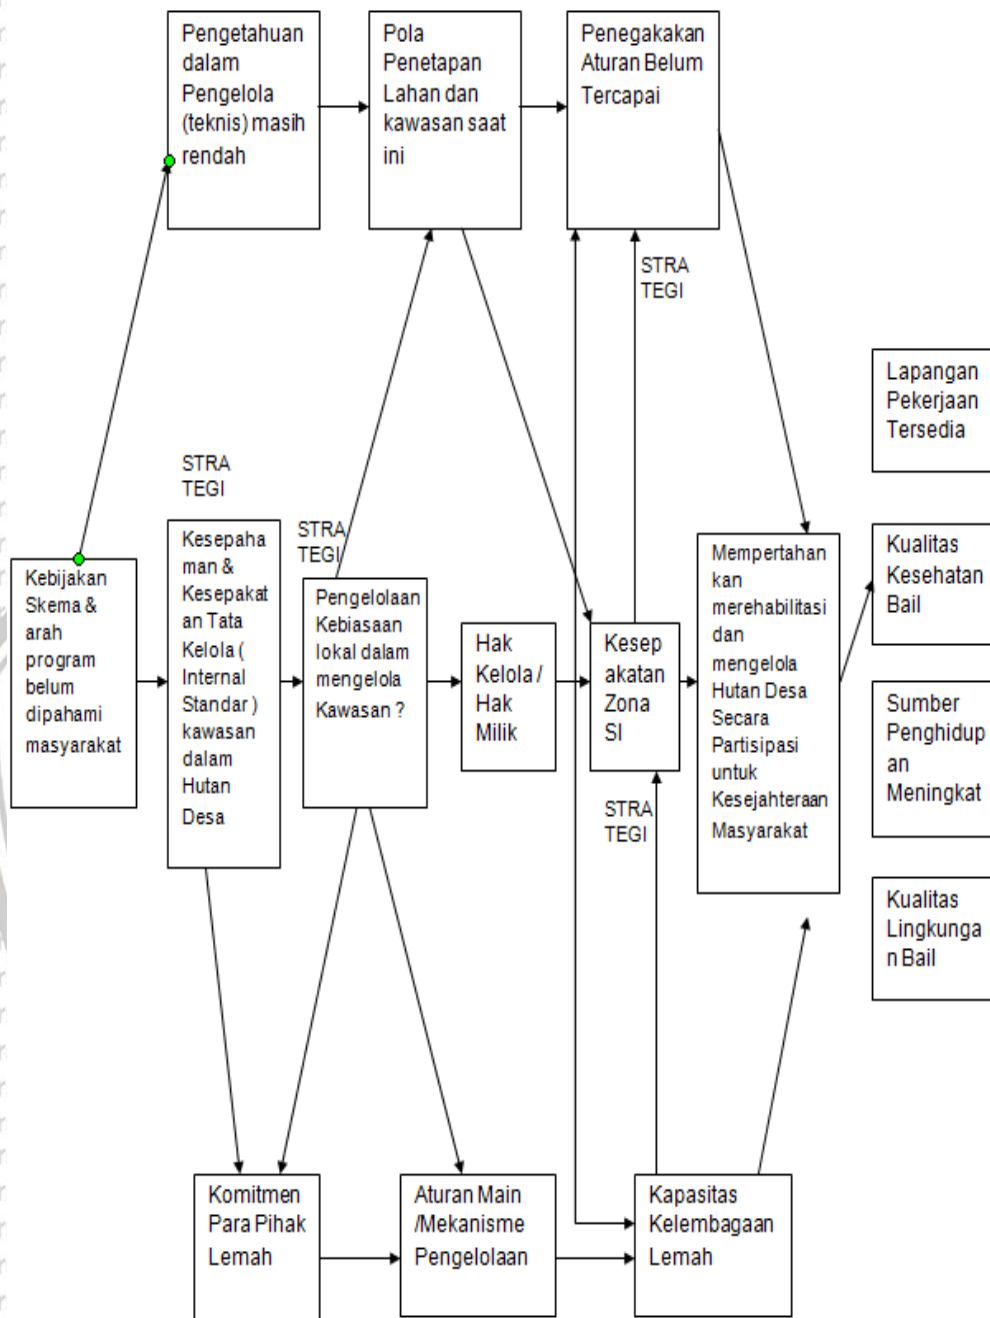 Pengetahuan
dalam
Pengelola
(teknis) masih
rendah
Pola
Penetapan
Lahan dan
kawasan saat
ini
Penegakakan
Aturan Belum
Tercapai
STRA
TEGI
Lapangan
Pekerjaan
Tersedia
STRA
TEGI
STRA
TEGI
Kebijakan
Skema &
arah
program
belum
dipahami
masyarakat
Kesepaha
man &
Kesepakat
an Tata
Kelola (
Internal
Standar )
kawasan
dalam
Hutan
Desa
Pengelolaan
Kebiasaan
lokal dalam
mengelola
Kawasan ?
Hak
Kelola /
Hak
Milik
Kesep
akatan
Zona
SI
Mempertahan
kan
merehabilitasi
dan
mengelola
Hutan Desa
Secara
Partisipasi
untuk
Kesejahteraan
Masyarakat
Kualitas
Kesehatan
Bail
Sumber
Penghidup
an
Meningkat
STRA
TEGI
Kualitas
Lingkunga
n Bail
Komitmen
Para Pihak
Lemah
Aturan Main
/Mekanisme
Pengelolaan
Kapasitas
Kelembagaan
Lemah